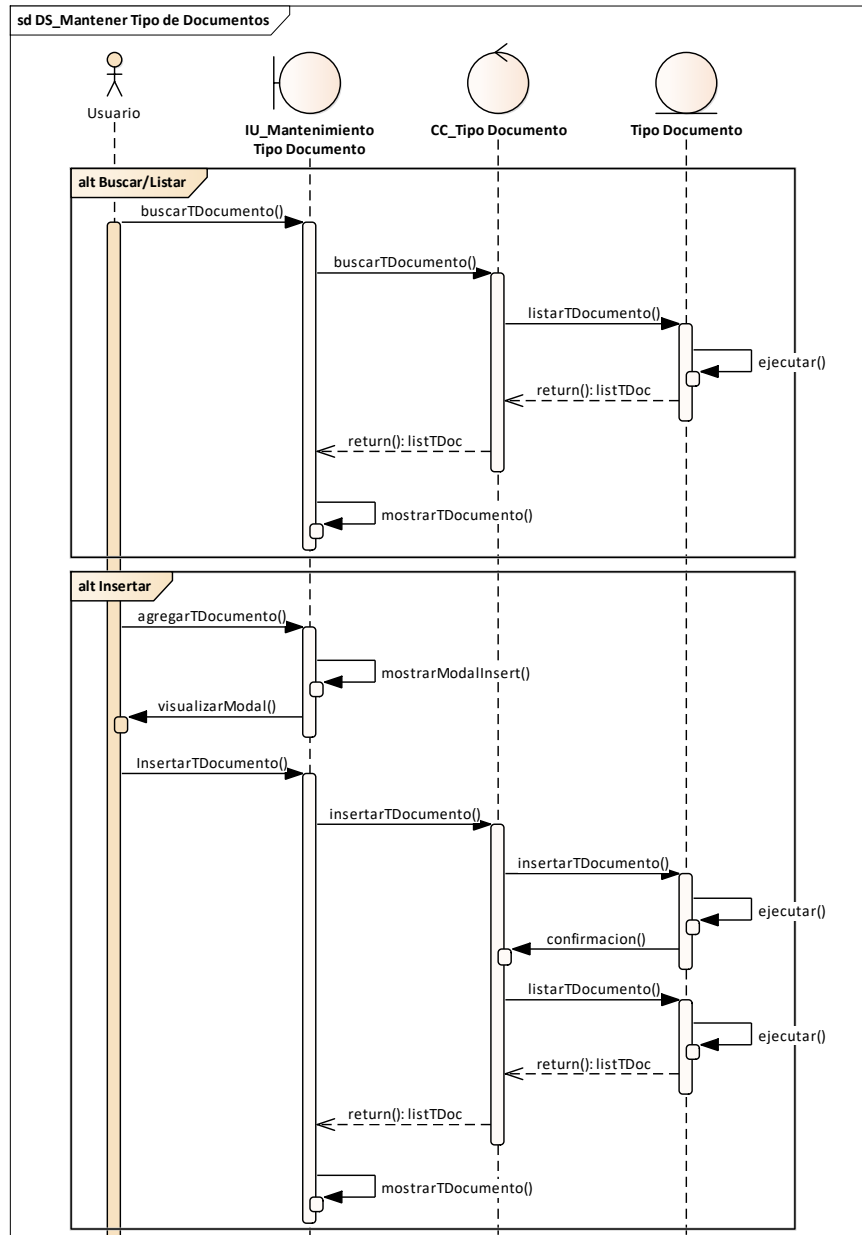 sd DS_Mantener Tipo de Documentos
Usuario
IU_Mantenimiento
Tipo Documento
CC_Tipo Documento
Tipo Documento
alt Buscar/Listar
buscarTDocumento()
buscarTDocumento()
listarTDocumento()
ejecutar()
return(): listTDoc
return(): listTDoc
mostrarTDocumento()
alt Insertar
agregarTDocumento()
mostrarModalInsert()
visualizarModal()
InsertarTDocumento()
insertarTDocumento()
insertarTDocumento()
ejecutar()
confirmacion()
listarTDocumento()
ejecutar()
return(): listTDoc
return(): listTDoc
mostrarTDocumento()